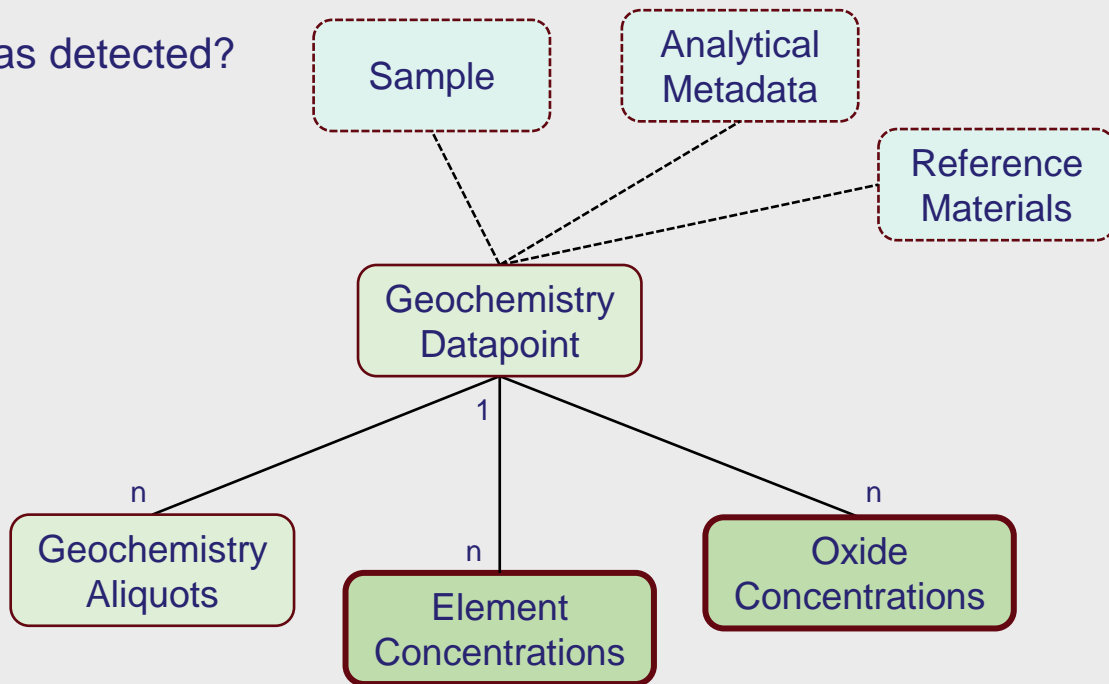 as detected?
Sample
Analytical
Metadata
Reference
Materials
Geochemistry
Datapoint
1
n
n
n
Geochemistry
Aliquots
Element
Concentrations
Oxide
Concentrations